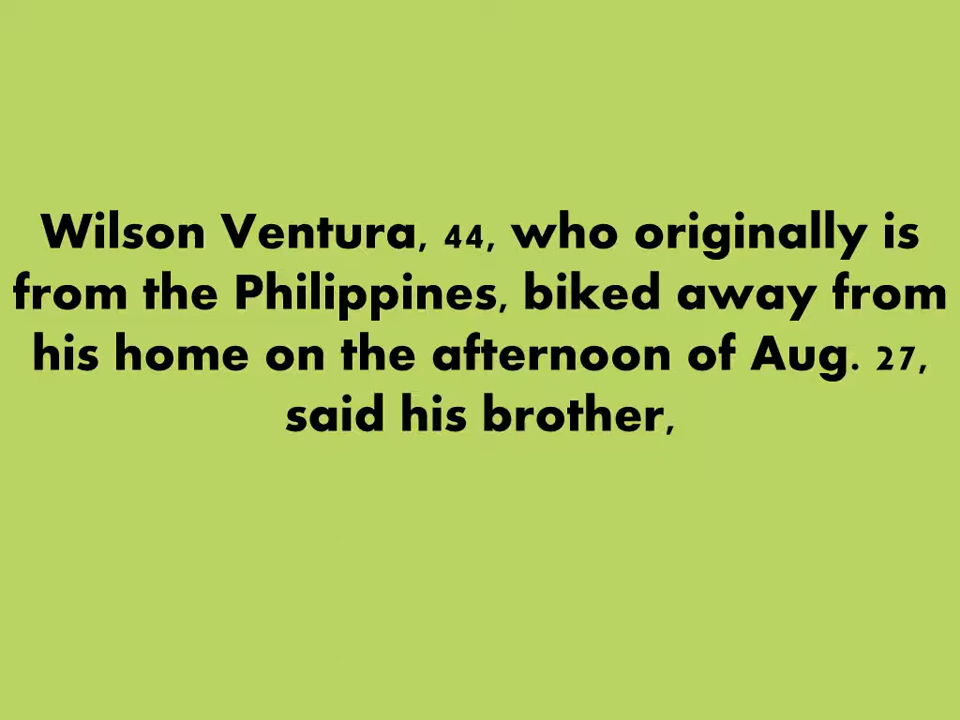 Wilson Ventura, 44, who originally is
from the Philippines, biked away from
his home on the afternoon of Aug. 27,
said his brother,